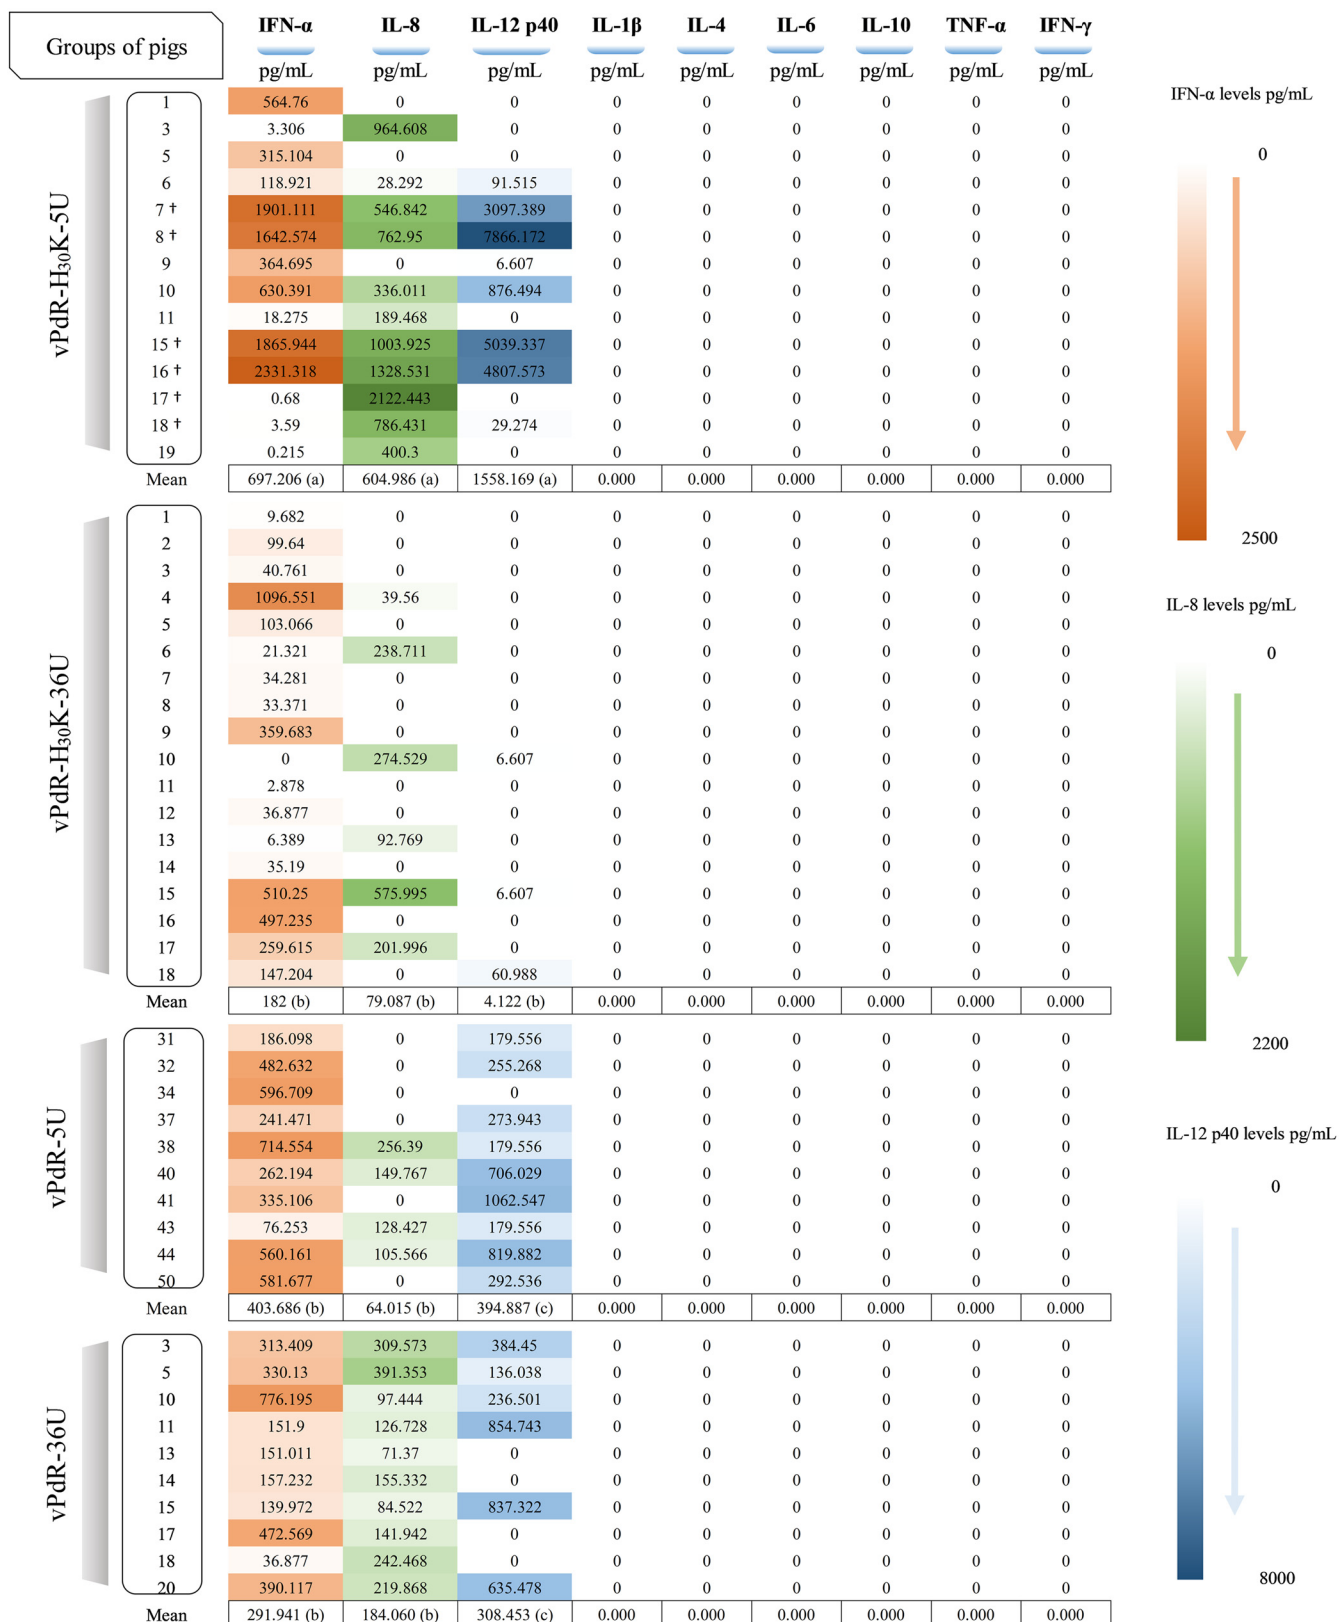 Groups of pigs
IFN-α IL-8 IL-12 p40 IL-1β IL-4 IL-6 IL-10 TNF-α IFN-γ
pg/mL pg/mL pg/mL pg/mL pg/mL pg/mL pg/mL pg/mL pg/mL
vPdR-H₃₀K-5U
1 564.76 0 0 0 0 0 0 0 0
3 3.306 964.608 0 0 0 0 0 0 0
5 315.104 0 0 0 0 0 0 0 0
6 118.921 28.292 91.515 0 0 0 0 0 0
7 † 1901.111 546.842 3097.389 0 0 0 0 0 0
8 † 1642.574 762.95 7866.172 0 0 0 0 0 0
9 364.695 0 6.607 0 0 0 0 0 0
10 630.391 336.011 876.494 0 0 0 0 0 0
11 18.275 189.468 0 0 0 0 0 0 0
15 † 1865.944 1003.925 5039.337 0 0 0 0 0 0
16 † 2331.318 1328.531 4807.573 0 0 0 0 0 0
17 † 0.68 2122.443 0 0 0 0 0 0 0
18 † 3.59 786.431 29.274 0 0 0 0 0 0
19 0.215 400.3 0 0 0 0 0 0 0
Mean 697.206 (a) 604.986 (a) 1558.169 (a) 0.000 0.000 0.000 0.000 0.000 0.000
vPdR-H₃₀K-36U
1 9.682 0 0 0 0 0 0 0 0
2 99.64 0 0 0 0 0 0 0 0
3 40.761 0 0 0 0 0 0 0 0
4 1096.551 39.56 0 0 0 0 0 0 0
5 103.066 0 0 0 0 0 0 0 0
6 21.321 238.711 0 0 0 0 0 0 0
7 34.281 0 0 0 0 0 0 0 0
8 33.371 0 0 0 0 0 0 0 0
9 359.683 0 0 0 0 0 0 0 0
10 0 274.529 6.607 0 0 0 0 0 0
11 2.878 0 0 0 0 0 0 0 0
12 36.877 0 0 0 0 0 0 0 0
13 6.389 92.769 0 0 0 0 0 0 0
14 35.19 0 0 0 0 0 0 0 0
15 510.25 575.995 6.607 0 0 0 0 0 0
16 497.235 0 0 0 0 0 0 0 0
17 259.615 201.996 0 0 0 0 0 0 0
18 147.204 0 60.988 0 0 0 0 0 0
Mean 182 (b) 79.087 (b) 4.122 (b) 0.000 0.000 0.000 0.000 0.000 0.000
vPdR-5U
31 186.098 0 179.556 0 0 0 0 0 0
32 482.632 0 255.268 0 0 0 0 0 0
34 596.709 0 0 0 0 0 0 0 0
37 241.471 0 273.943 0 0 0 0 0 0
38 714.554 256.39 179.556 0 0 0 0 0 0
40 262.194 149.767 706.029 0 0 0 0 0 0
41 335.106 0 1062.547 0 0 0 0 0 0
43 76.253 128.427 179.556 0 0 0 0 0 0
44 560.161 105.566 819.882 0 0 0 0 0 0
50 581.677 0 292.536 0 0 0 0 0 0
Mean 403.686 (b) 64.015 (b) 394.887 (c) 0.000 0.000 0.000 0.000 0.000 0.000
vPdR-36U
3 313.409 309.573 384.45 0 0 0 0 0 0
5 330.13 391.353 136.038 0 0 0 0 0 0
10 776.195 97.444 236.501 0 0 0 0 0 0
11 151.9 126.728 854.743 0 0 0 0 0 0
13 151.011 71.37 0 0 0 0 0 0 0
14 157.232 155.332 0 0 0 0 0 0 0
15 139.972 84.522 837.322 0 0 0 0 0 0
17 472.569 141.942 0 0 0 0 0 0 0
18 36.877 242.468 0 0 0 0 0 0 0
20 390.117 219.868 635.478 0 0 0 0 0 0
Mean 291.941 (b) 184.060 (b) 308.453 (c) 0.000 0.000 0.000 0.000 0.000 0.000
IFN-α levels pg/mL
0
2500
IL-8 levels pg/mL
0
2200
IL-12 p40 levels pg/mL
0
8000